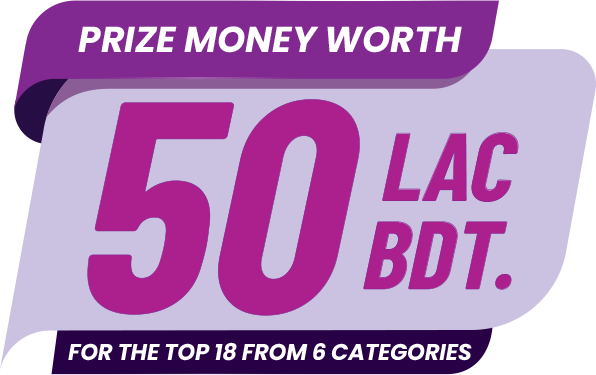 PRIZE MONEY WORTH
50 LAC
BDT.
FOR THE TOP 18 FROM 6 CATEGORIES